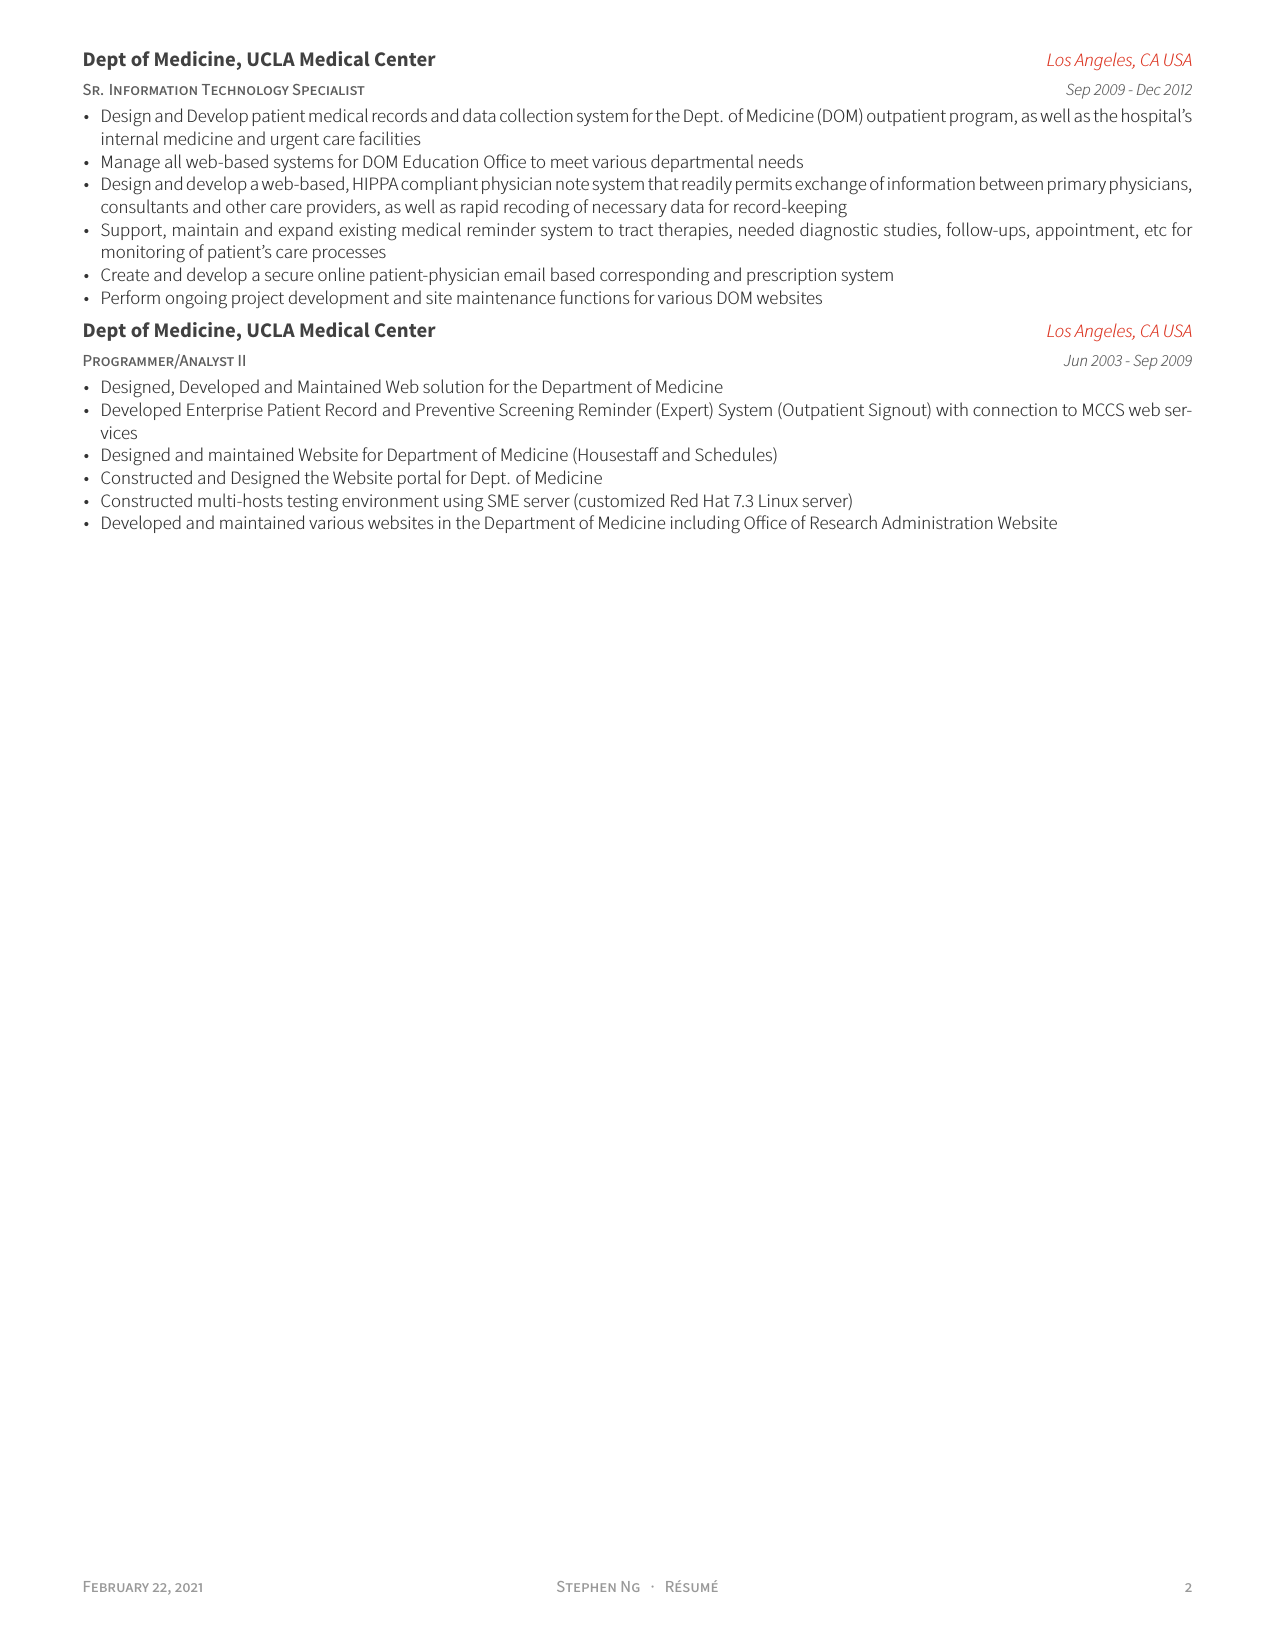 Dept of Medicine, UCLA Medical Center Los Angeles, CA USA
Sr. Information Technology Specialist Sep 2009 - Dec 2012
• Design and Develop patient medical records and data collection system for the Dept. of Medicine (DOM) outpatient program, as well as the hospital’s
internal medicine and urgent care facilities
• Manage all web-based systems for DOM Education Office to meet various departmental needs
• Design and develop a web-based, HIPPA compliant physician note system that readily permits exchange of information between primary physicians,
consultants and other care providers, as well as rapid recoding of necessary data for record-keeping
• Support, maintain and expand existing medical reminder system to tract therapies, needed diagnostic studies, follow-ups, appointment, etc for
monitoring of patient’s care processes
• Create and develop a secure online patient-physician email based corresponding and prescription system
• Perform ongoing project development and site maintenance functions for various DOM websites
Dept of Medicine, UCLA Medical Center Los Angeles, CA USA
Programmer/Analyst II Jun 2003 - Sep 2009
• Designed, Developed and Maintained Web solution for the Department of Medicine
• Developed Enterprise Patient Record and Preventive Screening Reminder (Expert) System (Outpatient Signout) with connection to MCCS web ser-
vices
• Designed and maintained Website for Department of Medicine (Housestaff and Schedules)
• Constructed and Designed the Website portal for Dept. of Medicine
• Constructed multi-hosts testing environment using SME server (customized Red Hat 7.3 Linux server)
• Developed and maintained various websites in the Department of Medicine including Office of Research Administration Website
February 22, 2021 Stephen Ng · Résumé 2